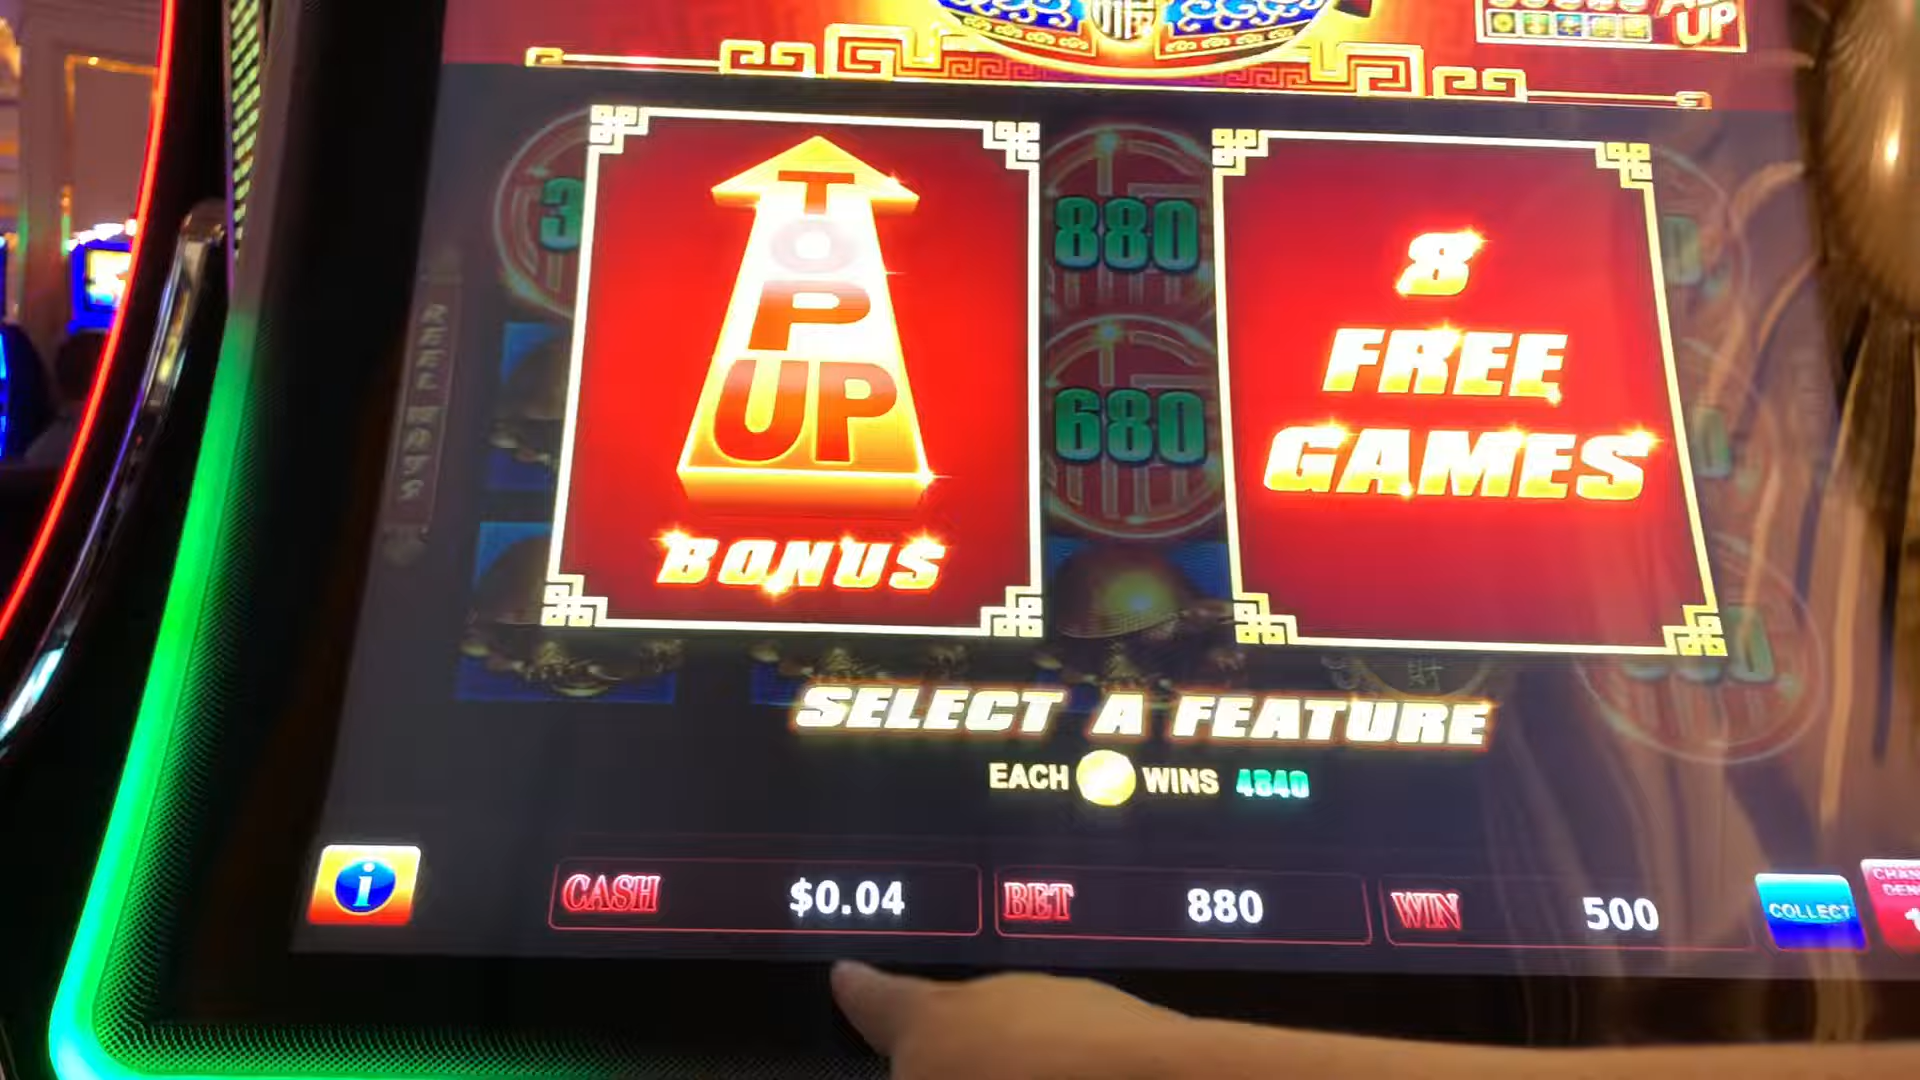 UP
TOP
UP
BONUS
8
FREE
GAMES
880
680
SELECT A FEATURE
EACH WINS 4840
CASH $0.04
BET 880
WIN 500
COLLECT